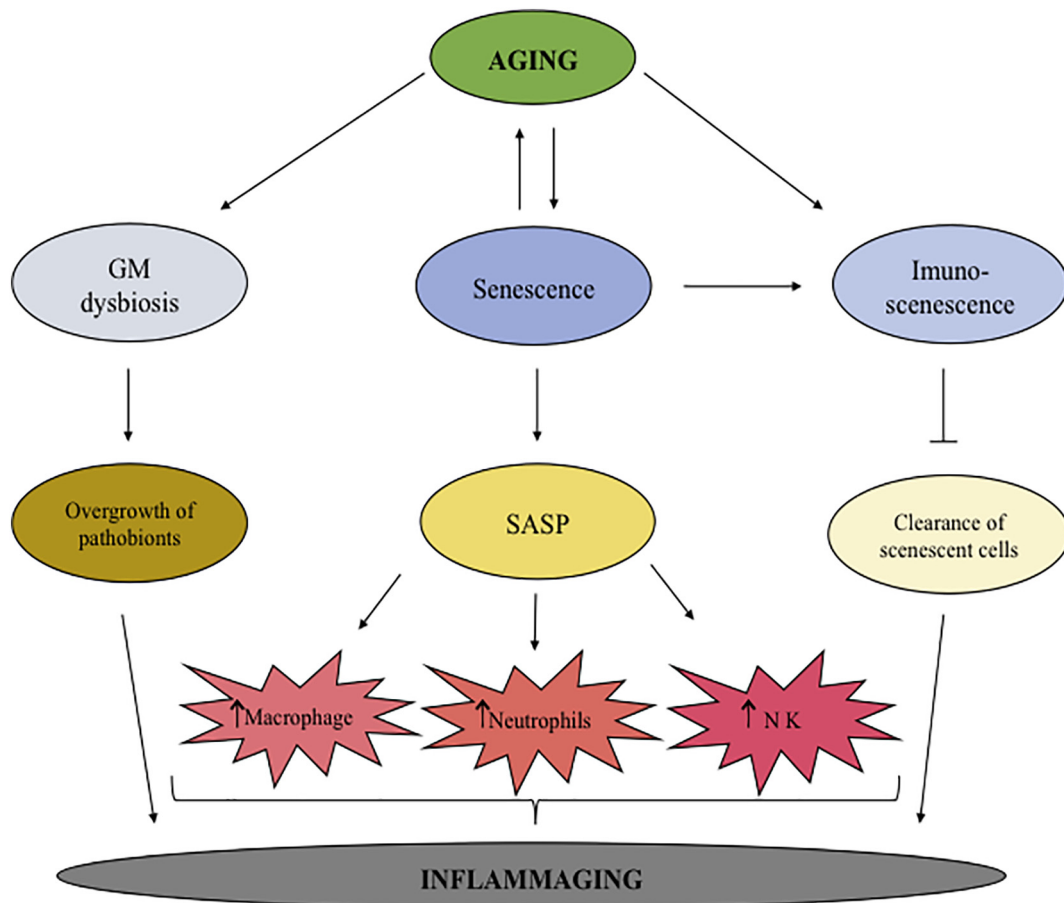 AGING
GM
dysbiosis
Senescence
Imuno-
scenescence
Overgrowth of
pathobionts
SASP
Clearance of
scenescent cells
↑Macrophage
↑Neutrophils
↑ N K
INFLAMMAGING